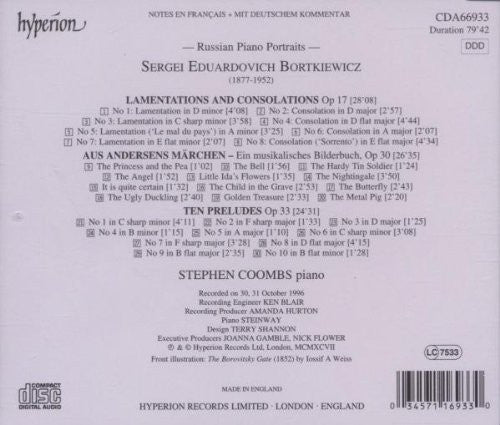 NOTES EN FRANÇAIS • MIT DEUTSCHEM KOMMENTAR
hyperion
CDA66933
Duration 79'42
DDD
— Russian Piano Portraits —
SERGEI EDUARDOVICH BORTKIEWICZ
(1877-1952)
LAMENTATIONS AND CONSOLATIONS Op 17 [28'08]
1 No 1: Lamentation in D minor [4'08] 2 No 2: Consolation in D major [2'57]
3 No 3: Lamentation in C sharp minor [3'58] 4 No 4: Consolation in D flat major [4'44]
5 No 5: Lamentation ('Le mal du pays') in A minor [3'25] 6 No 6: Consolation in A major [2'07]
7 No 7: Lamentation in E flat minor [2'07] 8 No 8: Consolation ('Sorrento') in E flat major [4'34]
AUS ANDERSENS MÄRCHEN – Ein musikalisches Bilderbuch, Op 30 [26'35]
9 The Princess and the Pea [1'02] 10 The Bell [1'56] 11 The Hardy Tin Soldier [1'24]
12 The Angel [1'52] 13 Little Ida's Flowers [1'35] 14 The Nightingale [3'50]
15 It is quite certain [1'32] 16 The Child in the Grave [2'53] 17 The Butterfly [2'43]
18 The Ugly Duckling [2'40] 19 Golden Treasure [2'33] 20 The Metal Pig [2'20]
TEN PRELUDES Op 33 [24'31]
21 No 1 in C sharp minor [4'11] 22 No 2 in F sharp major [1'33] 23 No 3 in D major [1'25]
24 No 4 in B minor [1'15] 25 No 5 in A major [1'10] 26 No 6 in C sharp minor [3'08]
27 No 7 in F sharp major [3'28] 28 No 8 in D flat major [4'15]
29 No 9 in B flat major [2'35] 30 No 10 in B flat minor [1'28]
STEPHEN COOMBS piano
Recorded on 30, 31 October 1996
Recording Engineer KEN BLAIR
Recording Producer AMANDA HURTON
Piano STEINWAY
Design TERRY SHANNON
Executive Producers JOANNA GAMBLE, NICK FLOWER
℗ & © Hyperion Records Ltd, London, MCMXCVII
Front illustration: The Borovitsky Gate (1852) by Iossif A Weiss
LC 7533
COMPACT
disc
DIGITAL AUDIO
MADE IN ENGLAND
HYPERION RECORDS LIMITED · LONDON · ENGLAND
0 34571 16933 0